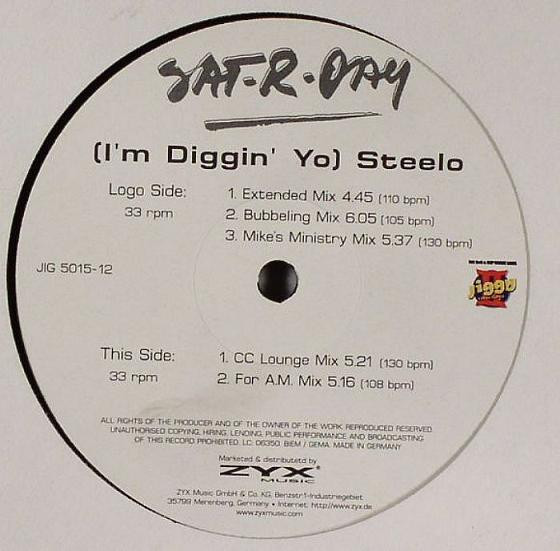 SAT-R-DAY
(I'm Diggin' Yo) Steelo
Logo Side:
33 rpm
1. Extended Mix 4.45 (110 bpm)
2. Bubbeling Mix 6.05 (105 bpm)
3. Mike's Ministry Mix 5.37 (130 bpm)
JIG 5015-12
Jiggy
This Side:
33 rpm
1. CC Lounge Mix 5.21 (130 bpm)
2. For A.M. Mix 5.16 (108 bpm)
ALL RIGHTS OF THE PRODUCER AND OF THE OWNER OF THE WORK REPRODUCED RESERVED.
UNAUTHORISED COPYING, HIRING, LENDING, PUBLIC PERFORMANCE AND BROADCASTING
OF THIS RECORD PROHIBITED. LC 06350. BIEM / GEMA. MADE IN GERMANY
Marketed & distributetd by
ZYX®
MUSIC
ZYX Music GmbH & Co. KG, Benzstr.1-Industriegebiet
35799 Merenberg, Germany • Internet: http://www.zyx.de
www.zyxmusic.com